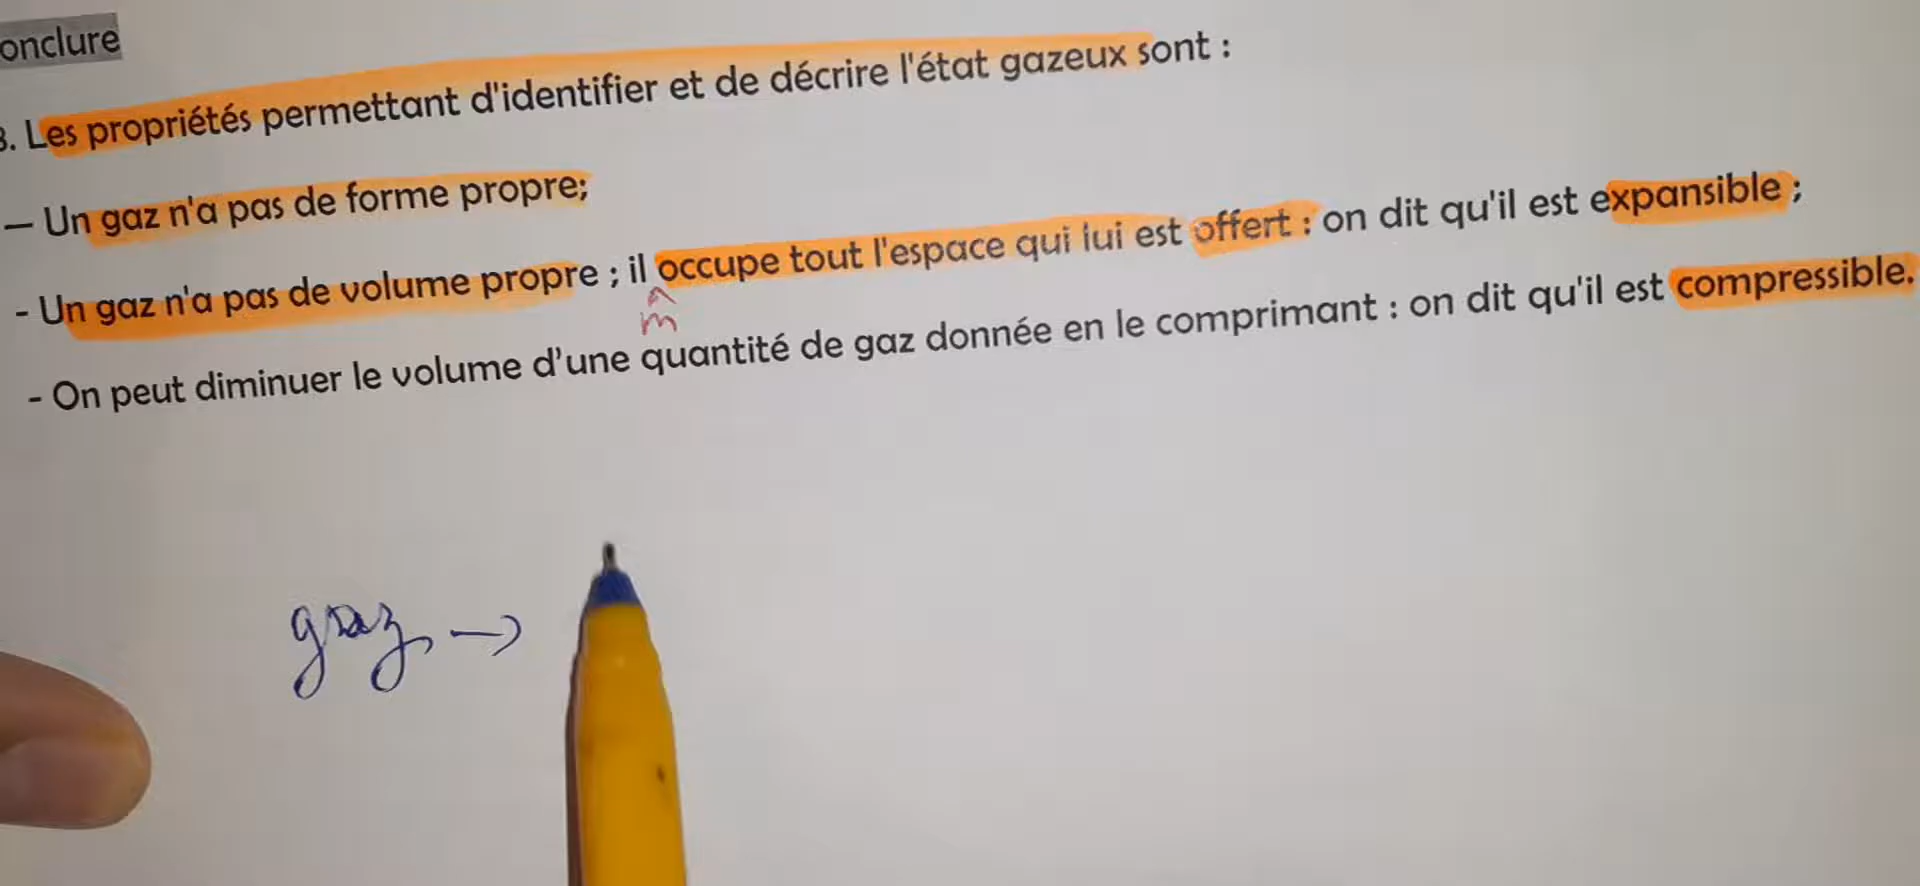 onclure
3. Les propriétés permettant d'identifier et de décrire l'état gazeux sont :
— Un gaz n'a pas de forme propre;
- Un gaz n'a pas de volume propre ; il occupe tout l'espace qui lui est offert : on dit qu'il est expansible ;
m
- On peut diminuer le volume d'une quantité de gaz donnée en le comprimant : on dit qu'il est compressible.
gaz →